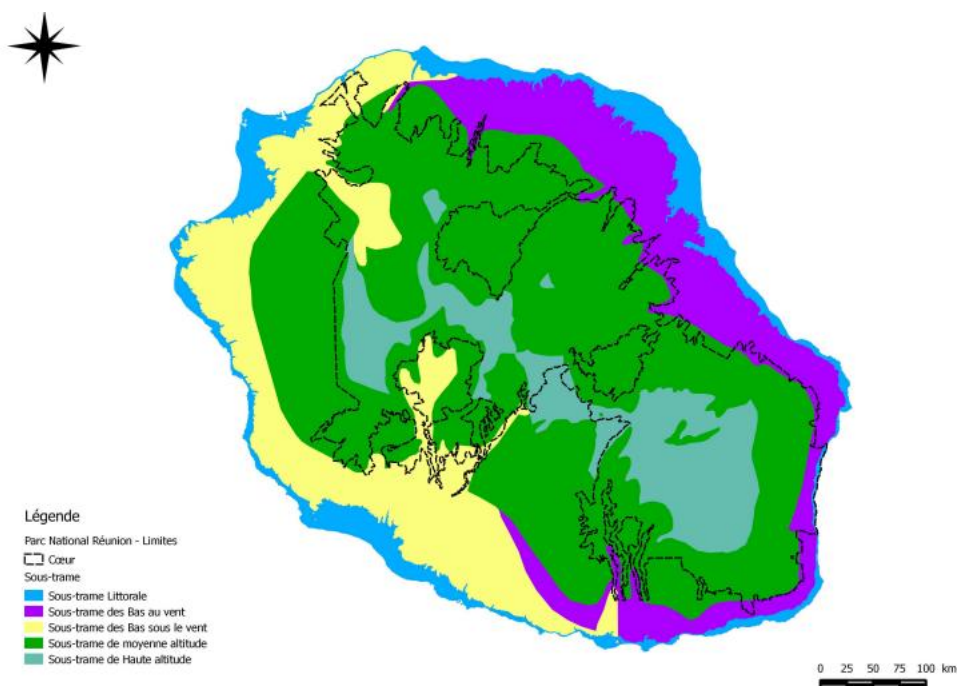 Légende
Parc National Réunion - Limites
Cœur
Sous-trame
Sous-trame Littorale
Sous-trame des Bas au vent
Sous-trame des Bas sous le vent
Sous-trame de moyenne altitude
Sous-trame de Haute altitude
0 25 50 75 100 km